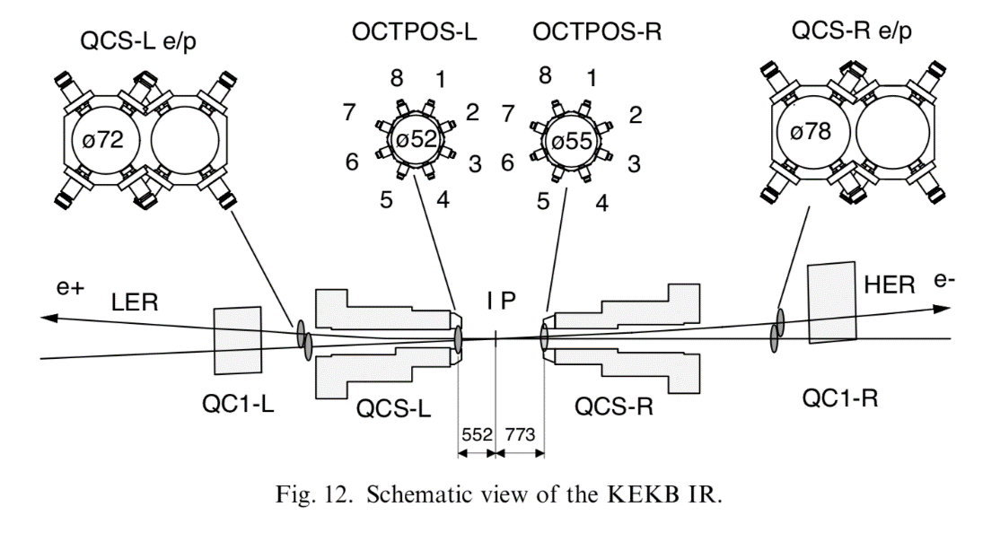 QCS-L e/p
OCTPOS-L
OCTPOS-R
QCS-R e/p
8 1
7 2
6 3
5 4
ø72
ø52
8 1
7 2
6 3
5 4
ø55
ø78
e+
LER
I P
HER
e-
QC1-L
QCS-L
QCS-R
QC1-R
552
773
Fig. 12. Schematic view of the KEKB IR.